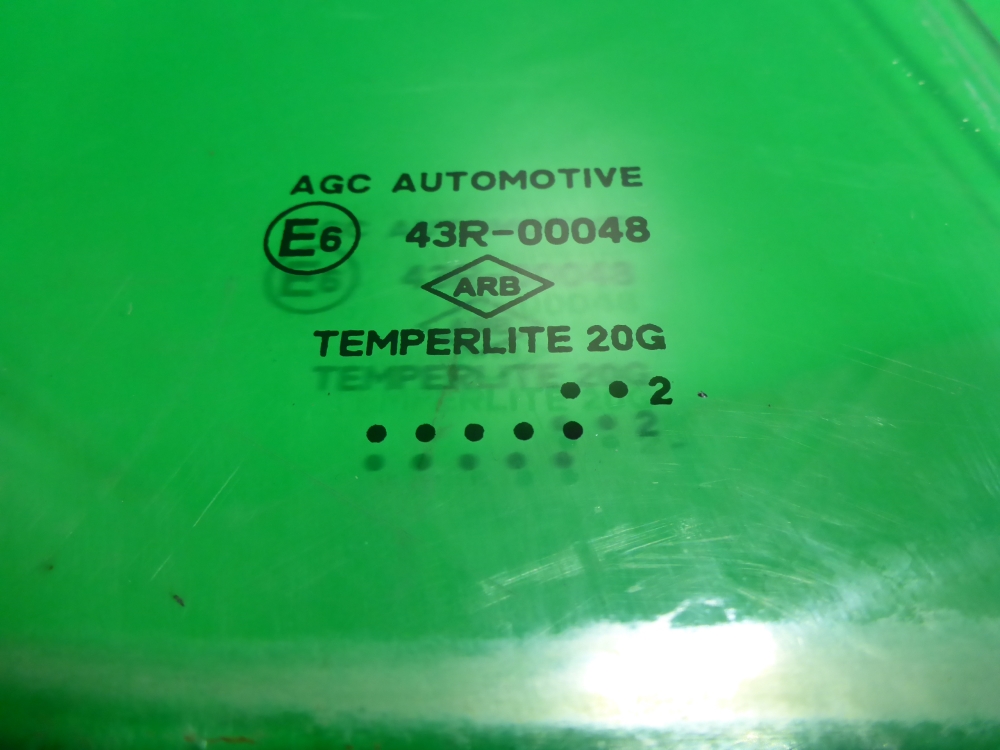 AGC AUTOMOTIVE
E6 43R-00048
ARB
TEMPERLITE 20G
• • 2
• • • • •